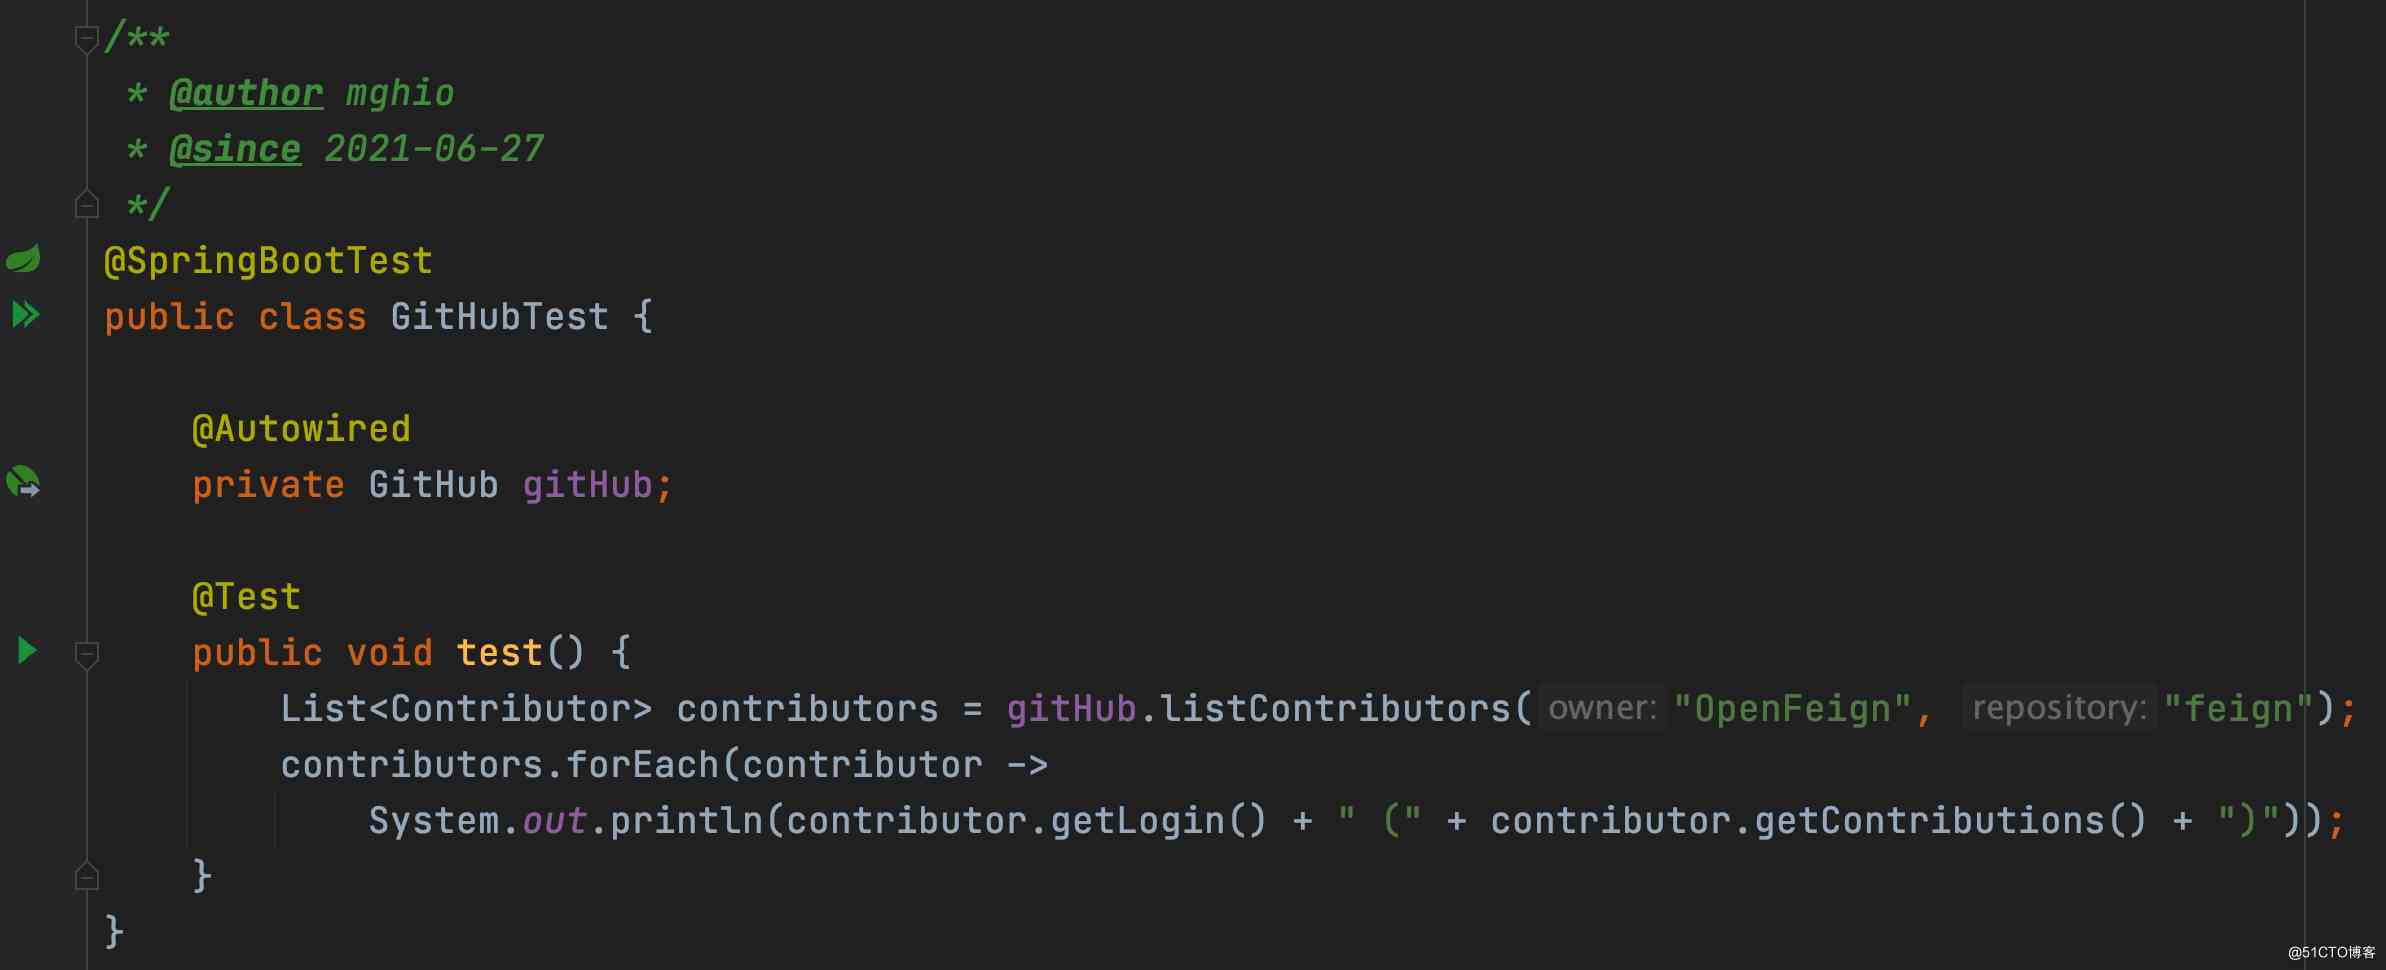 /**
 * @author mghio
 * @since 2021-06-27
 */
@SpringBootTest
public class GitHubTest {
    @Autowired
    private GitHub gitHub;
    @Test
    public void test() {
        List<Contributor> contributors = gitHub.listContributors( owner: "OpenFeign", repository: "feign");
        contributors.forEach(contributor ->
            System.out.println(contributor.getLogin() + " (" + contributor.getContributions() + ")"));
    }
}
@51CTO博客